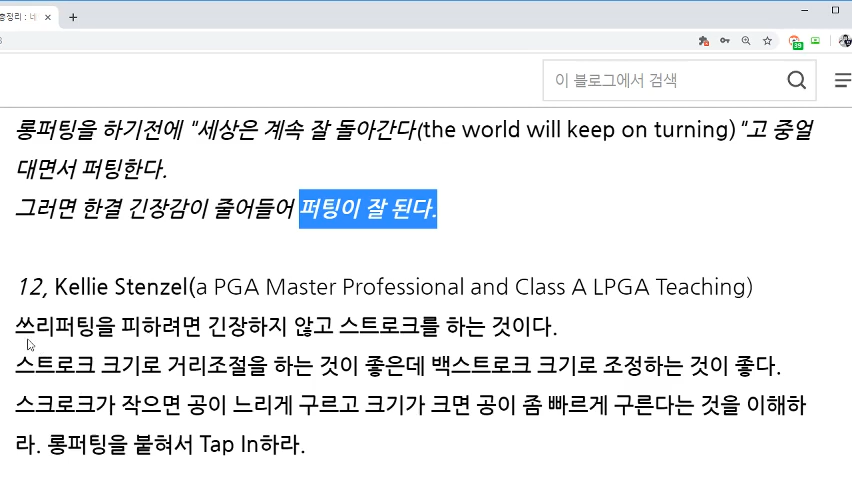 총정리 : 네
이 블로그에서 검색
39
롱퍼팅을 하기전에 "세상은 계속 잘 돌아간다(the world will keep on turning)"고 중얼
대면서 퍼팅한다.
그러면 한결 긴장감이 줄어들어 퍼팅이 잘 된다.
12, Kellie Stenzel(a PGA Master Professional and Class A LPGA Teaching)
쓰리퍼팅을 피하려면 긴장하지 않고 스트로크를 하는 것이다.
스트로크 크기로 거리조절을 하는 것이 좋은데 백스트로크 크기로 조정하는 것이 좋다.
스크로크가 작으면 공이 느리게 구르고 크기가 크면 공이 좀 빠르게 구른다는 것을 이해하
라. 롱퍼팅을 붙혀서 Tap In하라.